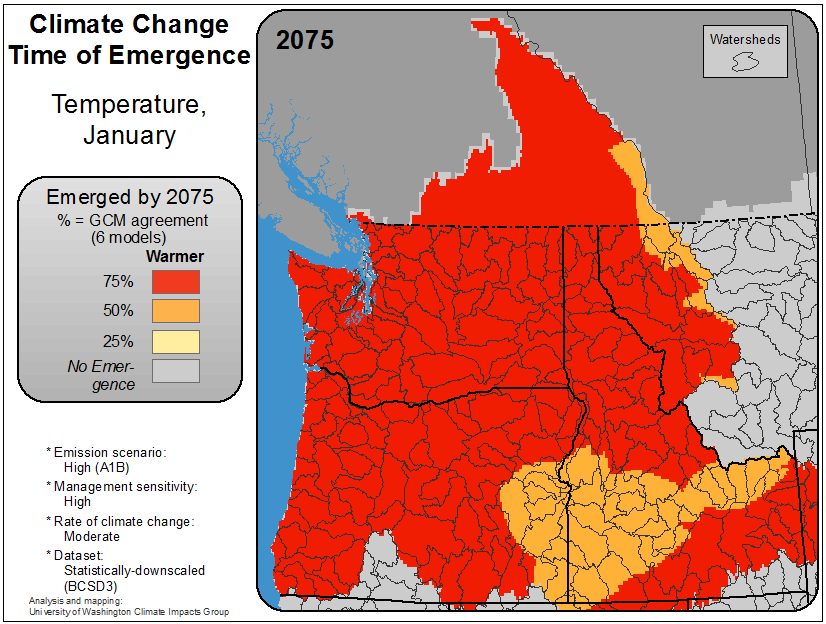 Climate Change
Time of Emergence
Temperature,
January
Emerged by 2075
% = GCM agreement
(6 models)
Warmer
75%
50%
25%
No Emer-
gence
* Emission scenario:
High (A1B)
* Management sensitivity:
High
* Rate of climate change:
Moderate
* Dataset:
Statistically-downscaled
(BCSD3)
Analysis and mapping:
University of Washington Climate Impacts Group
2075
Watersheds